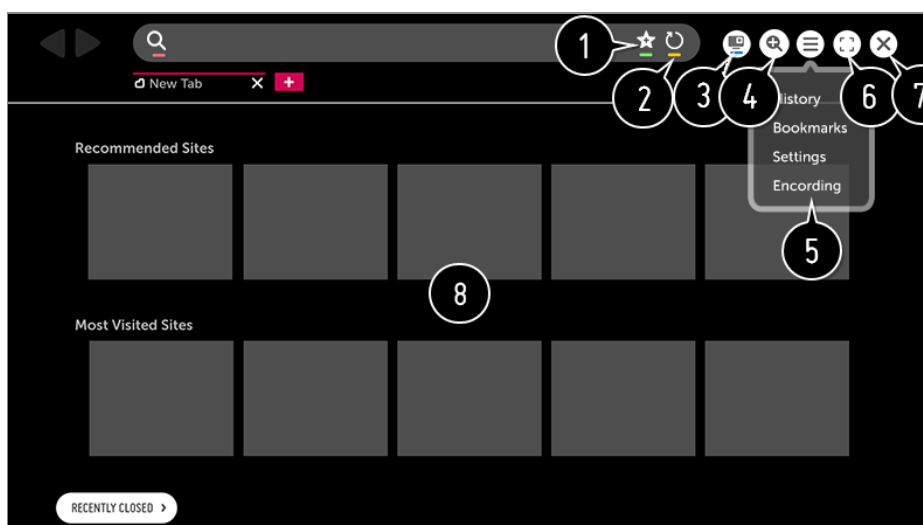 1
2
3
4
6
7
New Tab
+
History
Bookmarks
Settings
Encording
5
Recommended Sites
8
Most Visited Sites
RECENTLY CLOSED >